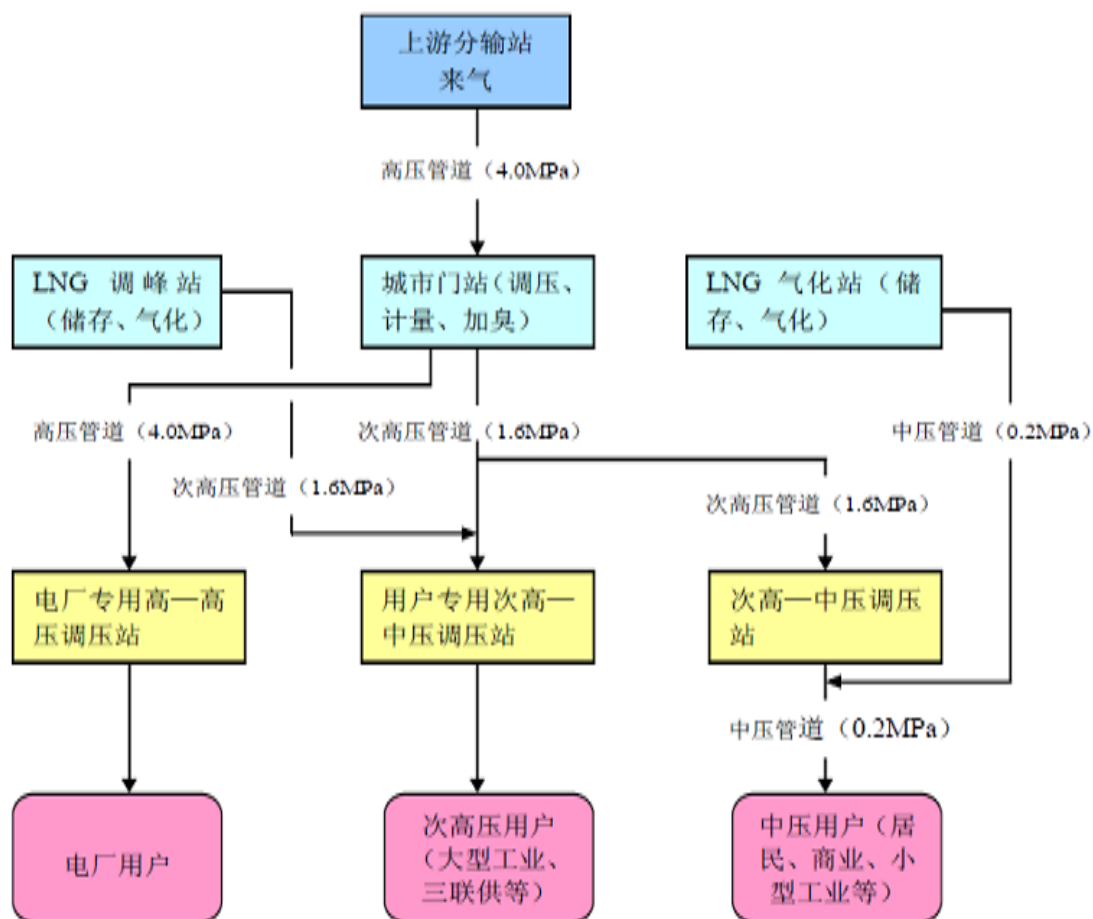 上游分输站
来气
高压管道（4.0MPa）
LNG 调峰站
（储存、气化）
城市门站（调压、
计量、加臭）
LNG 气化站（储
存、气化）
高压管道（4.0MPa）
次高压管道（1.6MPa）
中压管道（0.2MPa）
次高压管道（1.6MPa）
次高压管道（1.6MPa）
电厂专用高—高
压调压站
用户专用次高—
中压调压站
次高—中压调压
站
中压管道（0.2MPa）
电厂用户
次高压用户
（大型工业、
三联供等）
中压用户（居
民、商业、小
型工业等）